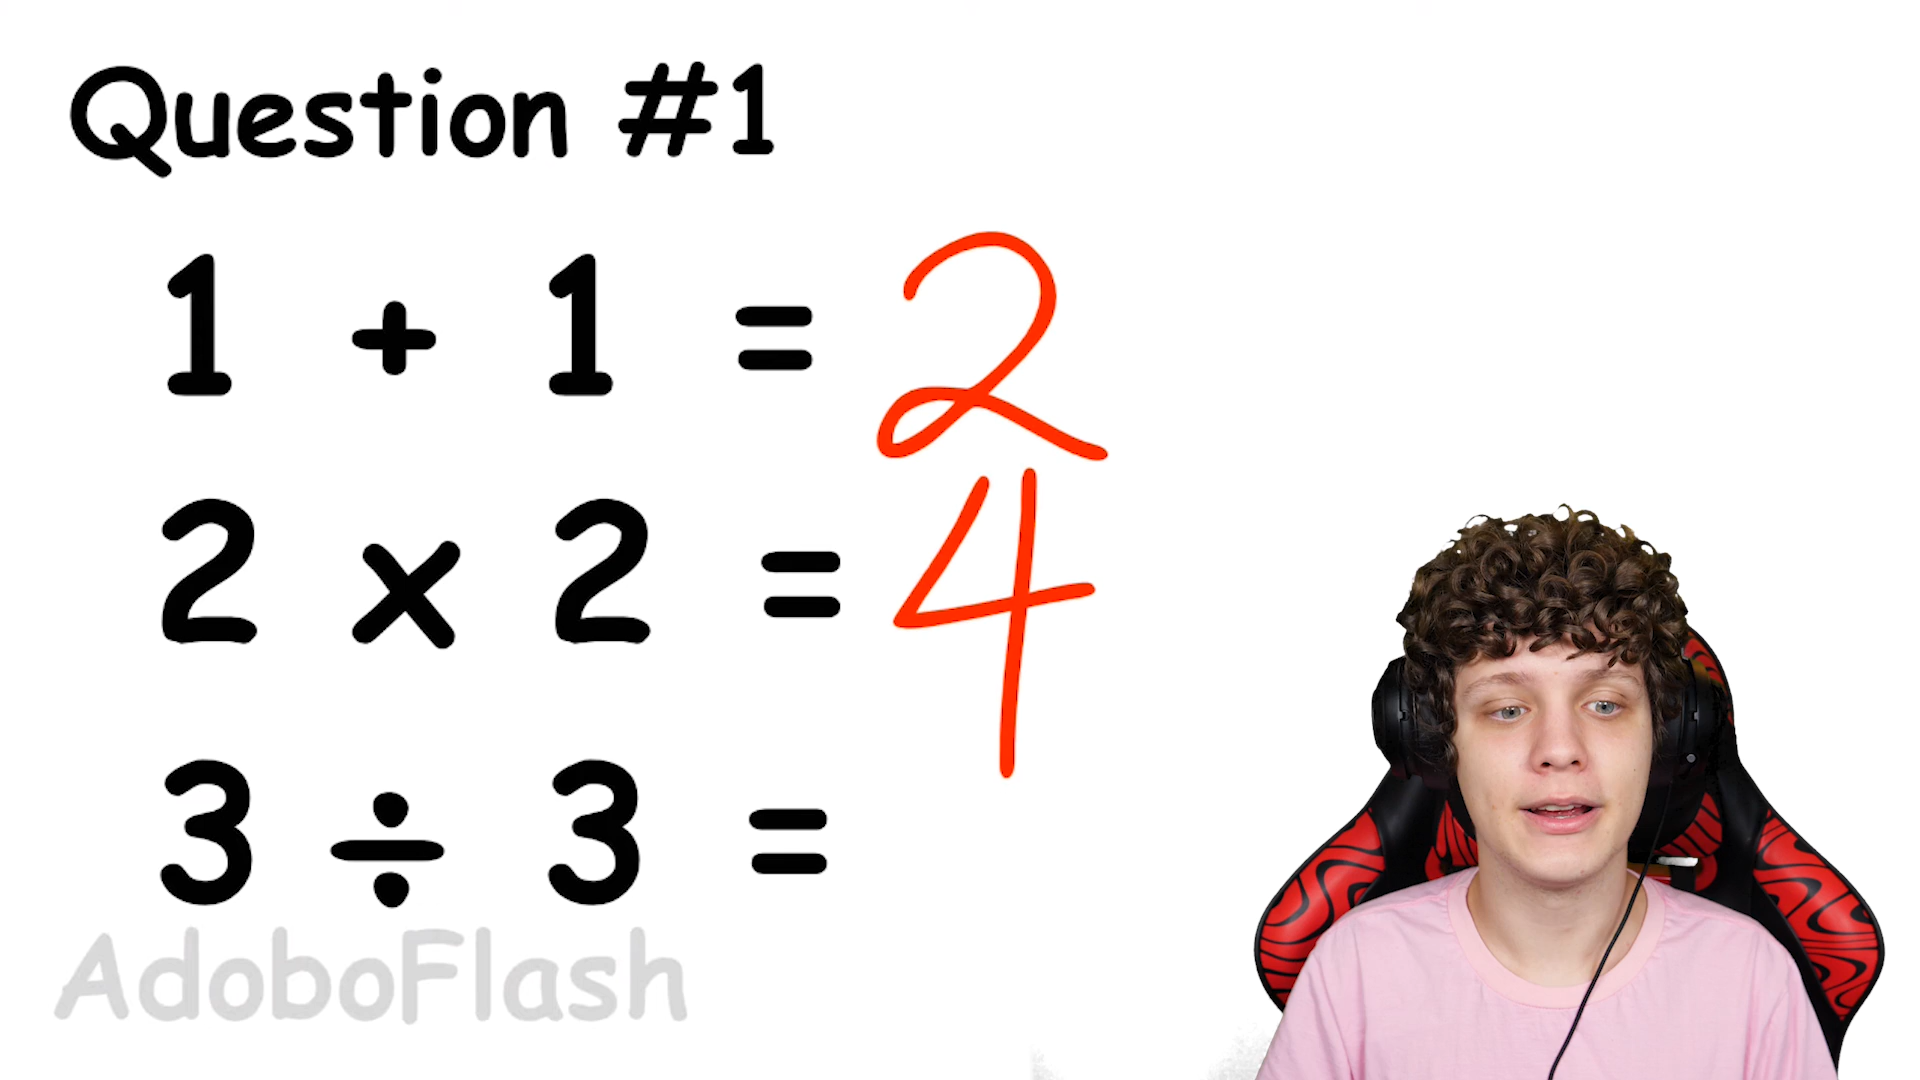 Question #1
1 + 1 = 2
2 x 2 = 4
3 ÷ 3 =
AdoboFlash